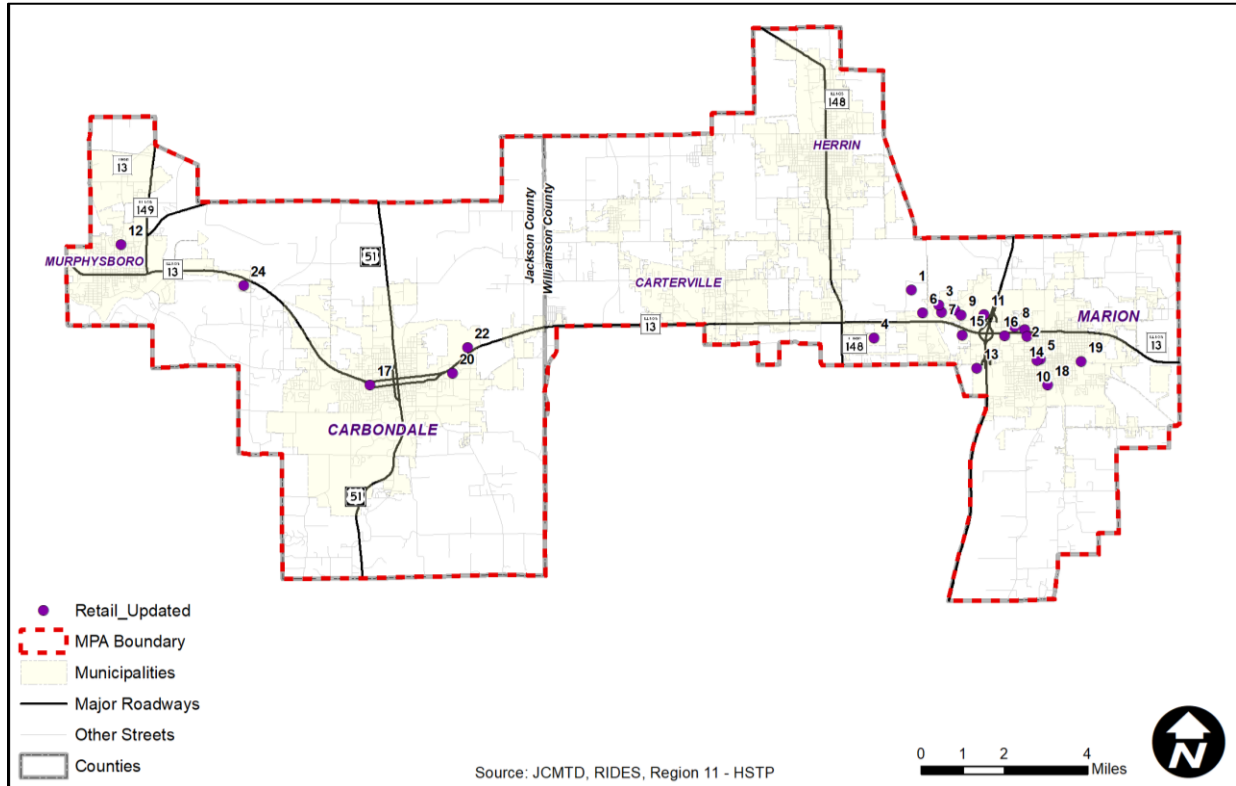 148
HERRIN
13
149
12
MURPHYSBORO
13
51
24
Jackson County
Williamson County
CARTERVILLE
1
3
6
7
9
11
15
16
8
2
MARION
13
4
148
13
22
20
17
CARBONDALE
51
13
14
5
19
10
18
Retail_Updated
MPA Boundary
Municipalities
Major Roadways
Other Streets
Counties
Source: JCMTD, RIDES, Region 11 - HSTP
0 1 2 4
Miles
N